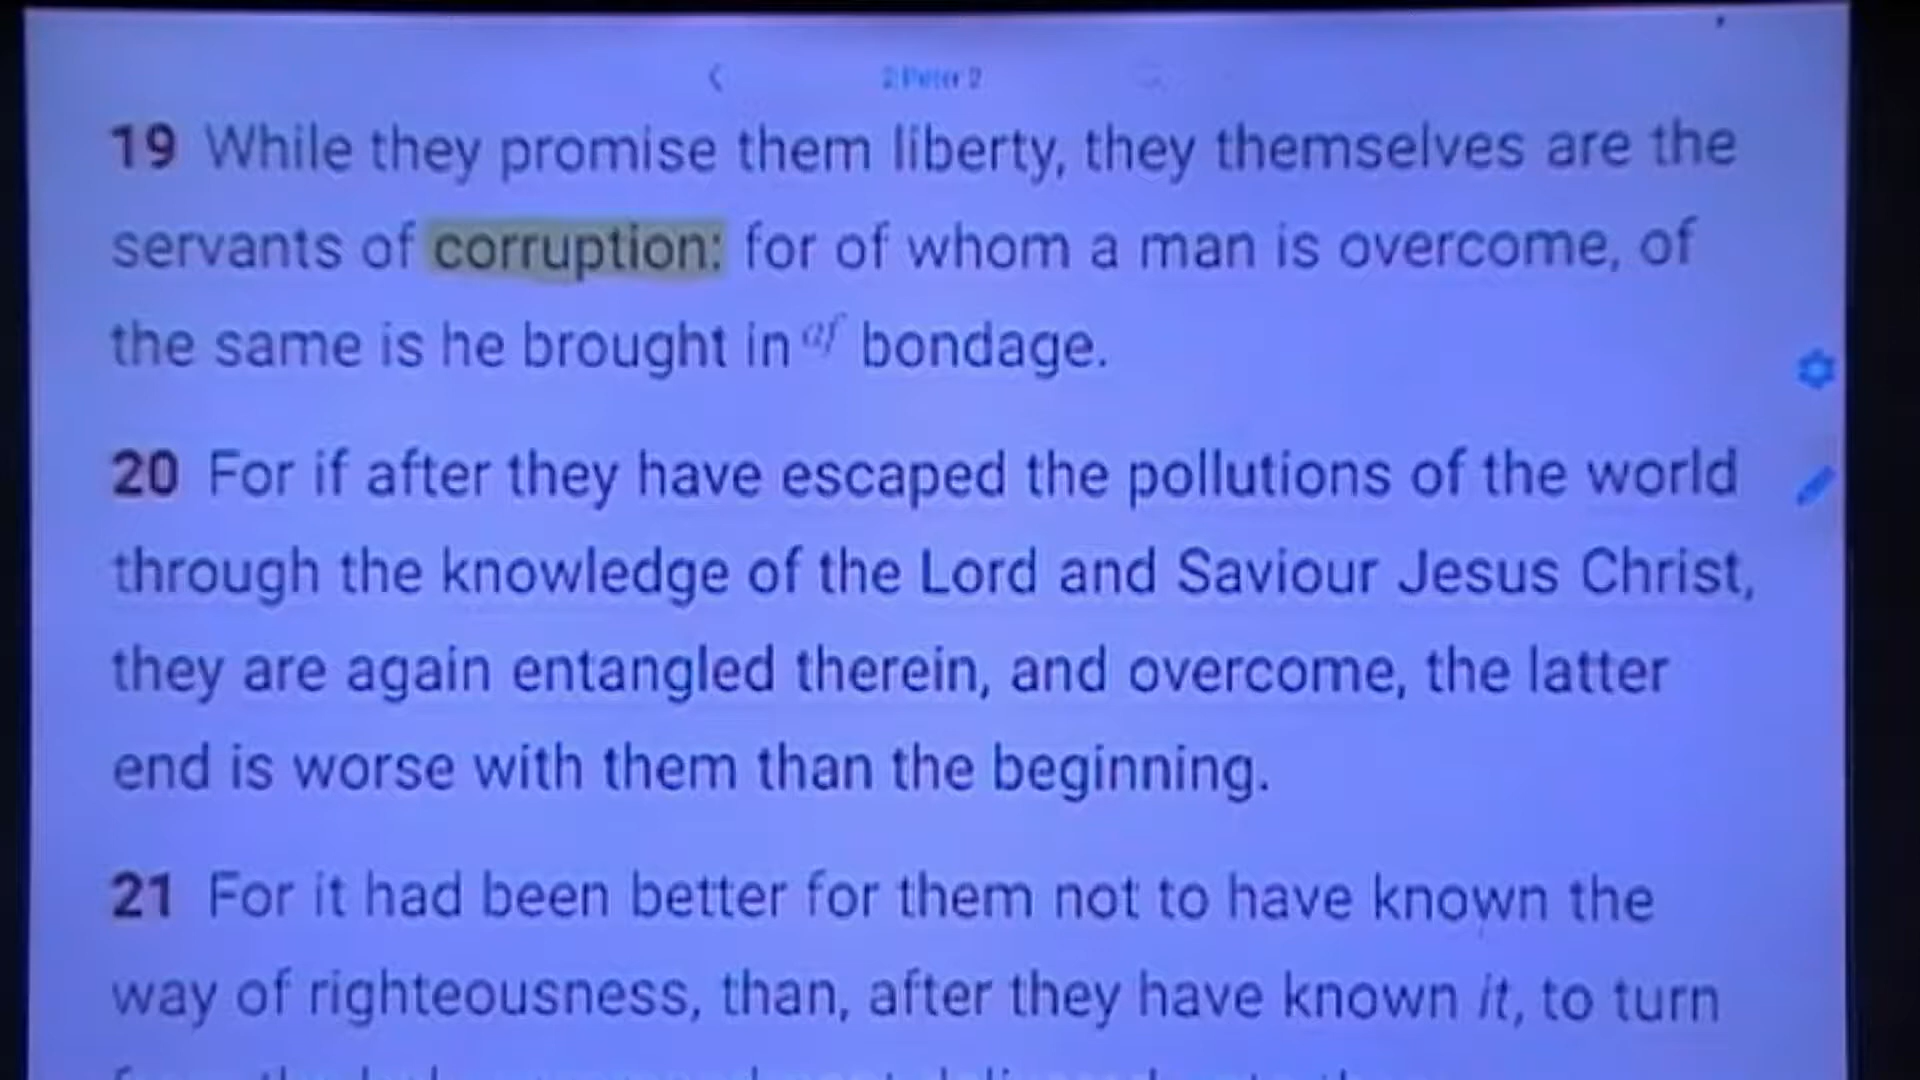 2 Peter 2
19 While they promise them liberty, they themselves are the
servants of corruption: for of whom a man is overcome, of
the same is he brought in af bondage.
20 For if after they have escaped the pollutions of the world
through the knowledge of the Lord and Saviour Jesus Christ,
they are again entangled therein, and overcome, the latter
end is worse with them than the beginning.
21 For it had been better for them not to have known the
way of righteousness, than, after they have known it, to turn